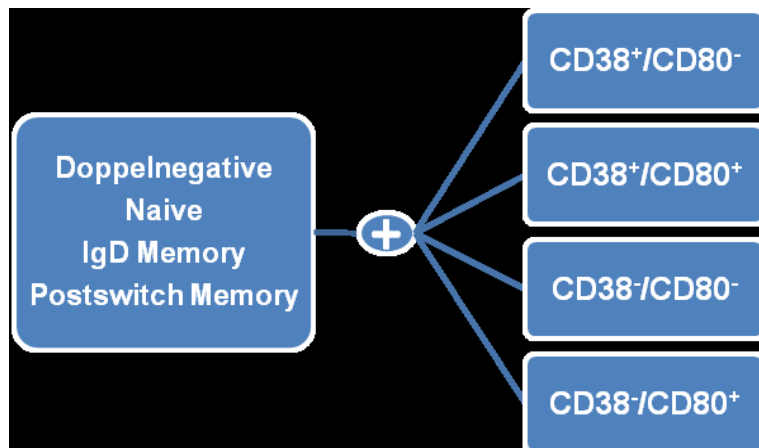 Doppelnegative
Naive
IgD Memory
Postswitch Memory
+
CD38⁺/CD80⁻
CD38⁺/CD80⁺
CD38⁻/CD80⁻
CD38⁻/CD80⁺